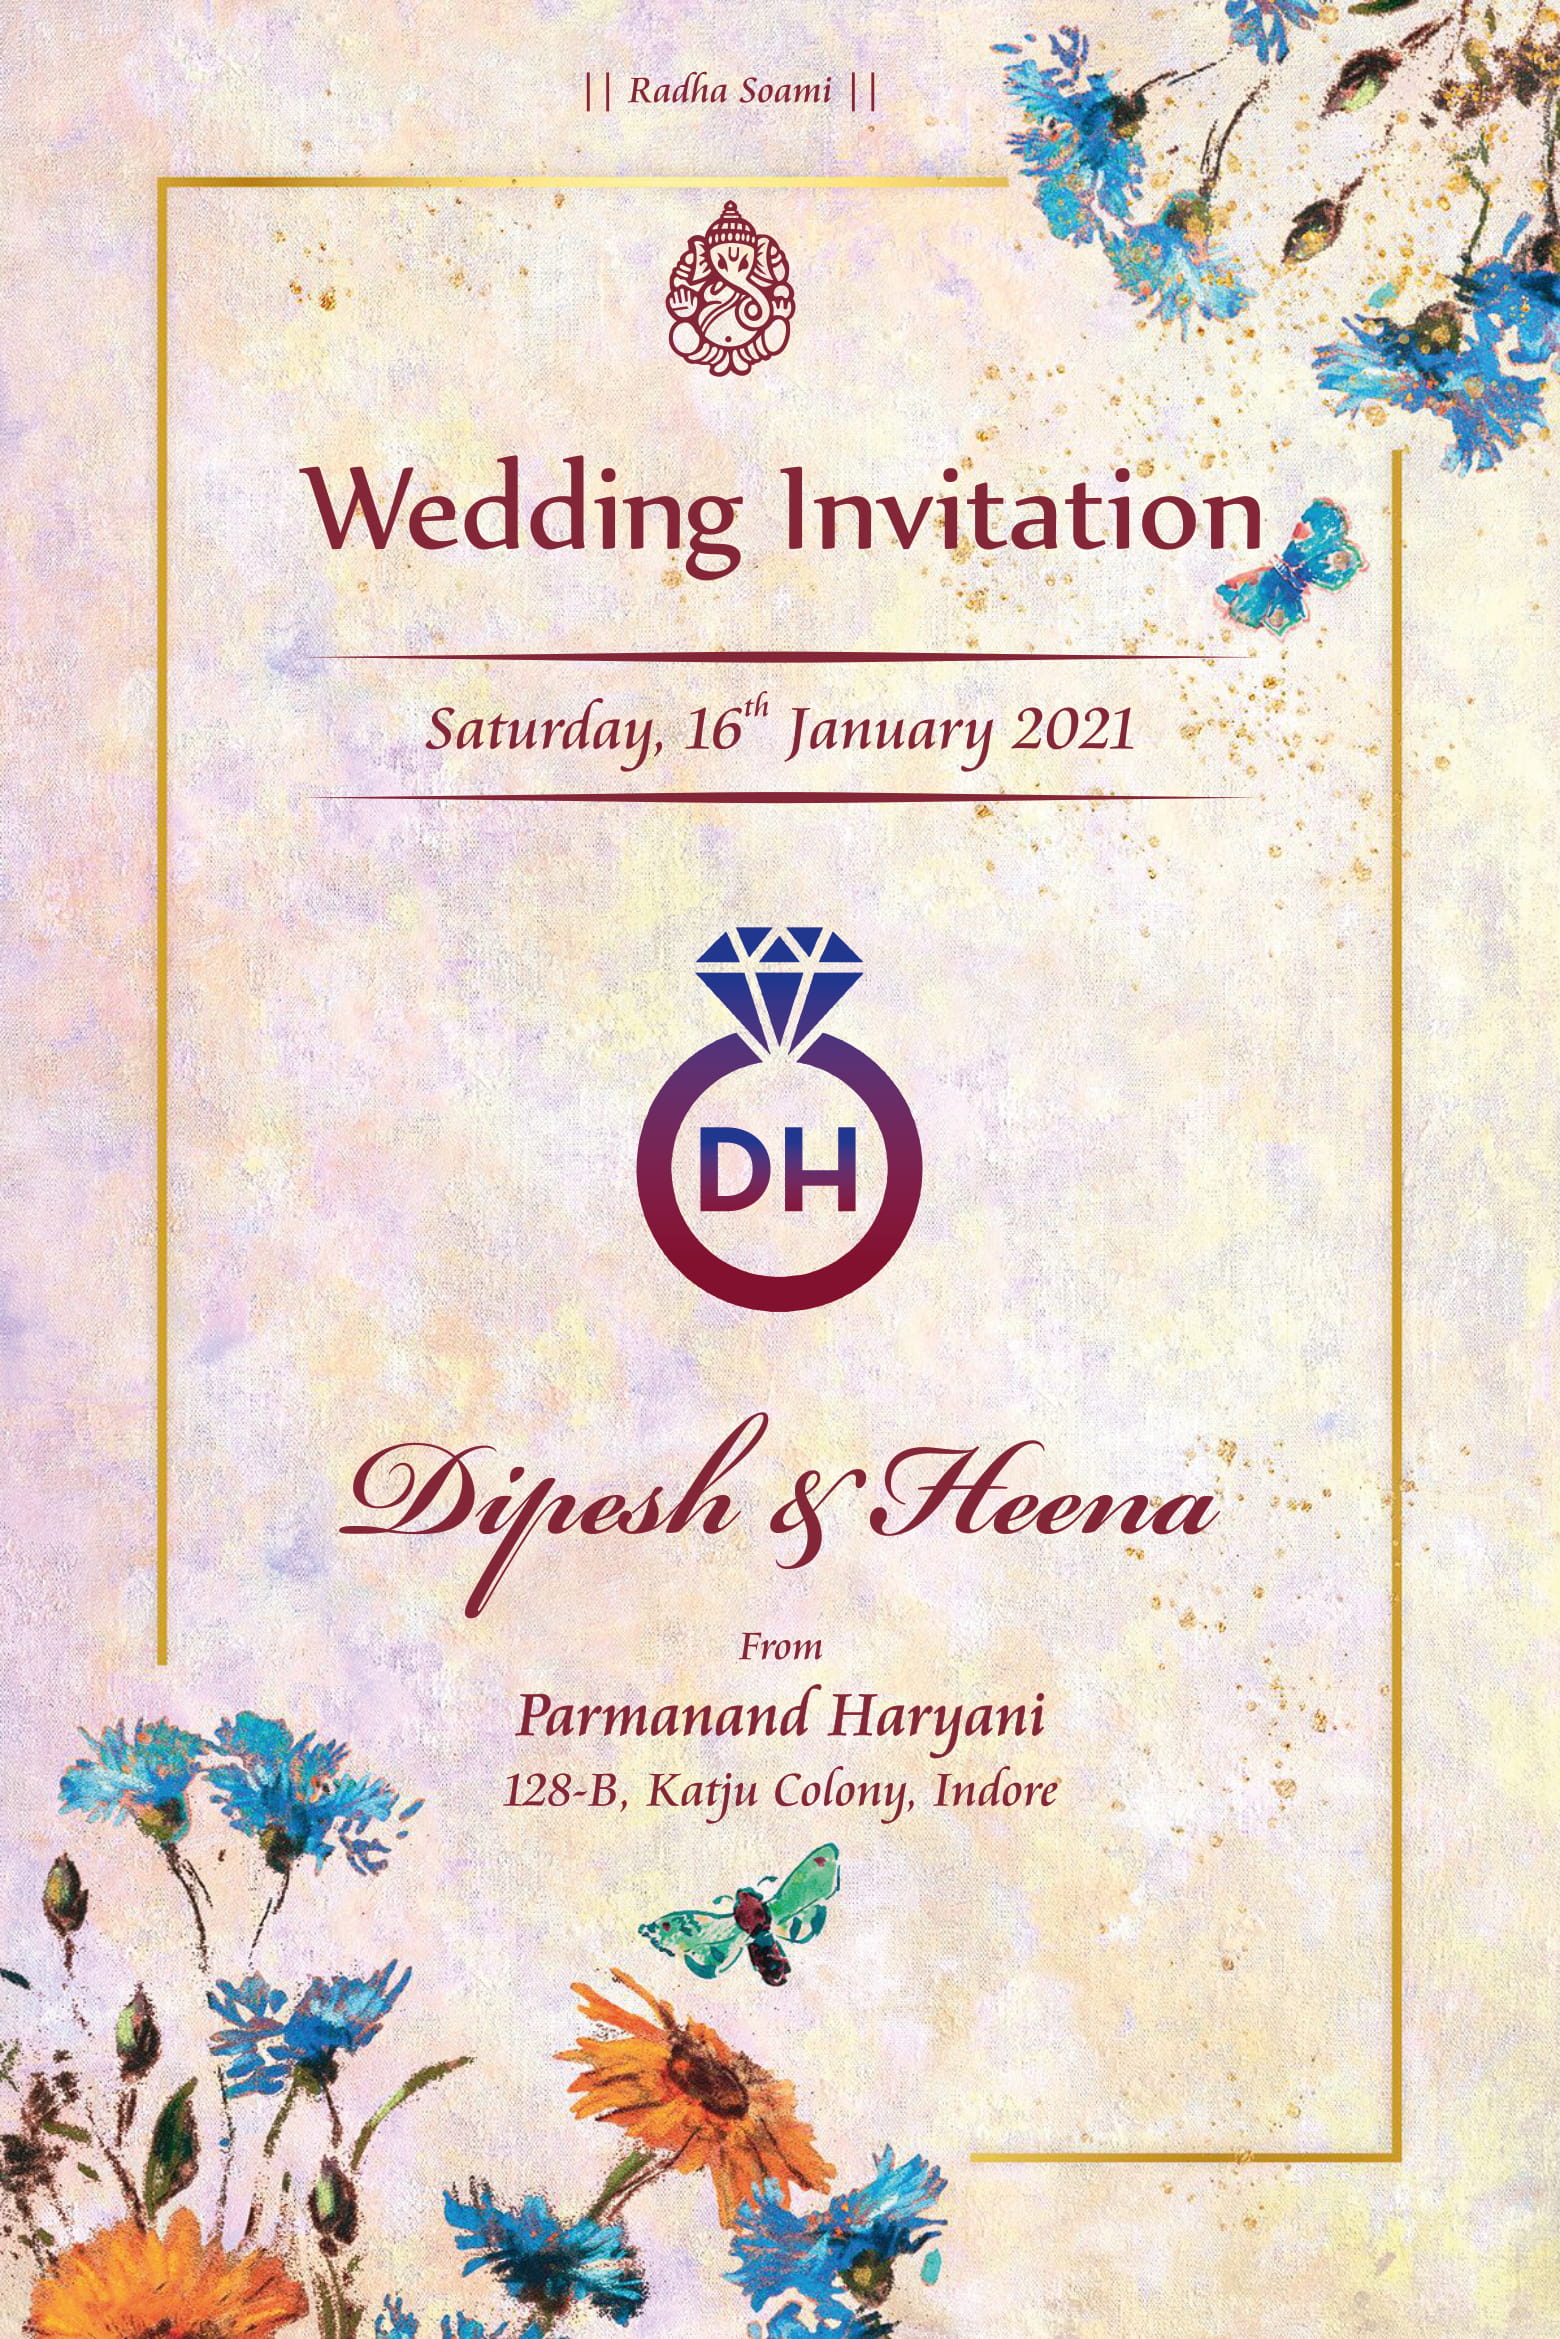 || Radha Soami ||
Wedding Invitation
Saturday, 16th January 2021
DH
Dipesh & Heena
From
Parmanand Haryani
128-B, Katju Colony, Indore